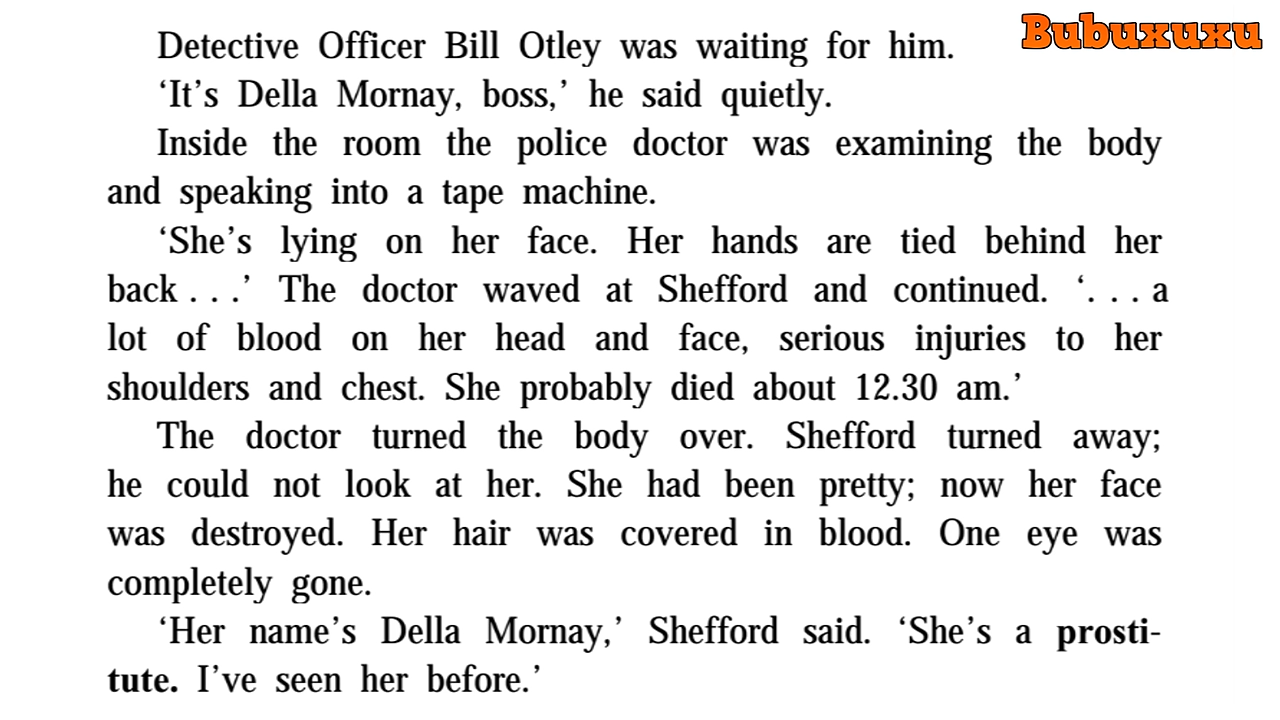 Bubuxuxu
Detective Officer Bill Otley was waiting for him.
‘It’s Della Mornay, boss,’ he said quietly.
Inside the room the police doctor was examining the body
and speaking into a tape machine.
‘She’s lying on her face. Her hands are tied behind her
back . . .’ The doctor waved at Shefford and continued. ‘. . . a
lot of blood on her head and face, serious injuries to her
shoulders and chest. She probably died about 12.30 am.’
The doctor turned the body over. Shefford turned away;
he could not look at her. She had been pretty; now her face
was destroyed. Her hair was covered in blood. One eye was
completely gone.
‘Her name’s Della Mornay,’ Shefford said. ‘She’s a prosti-
tute. I’ve seen her before.’